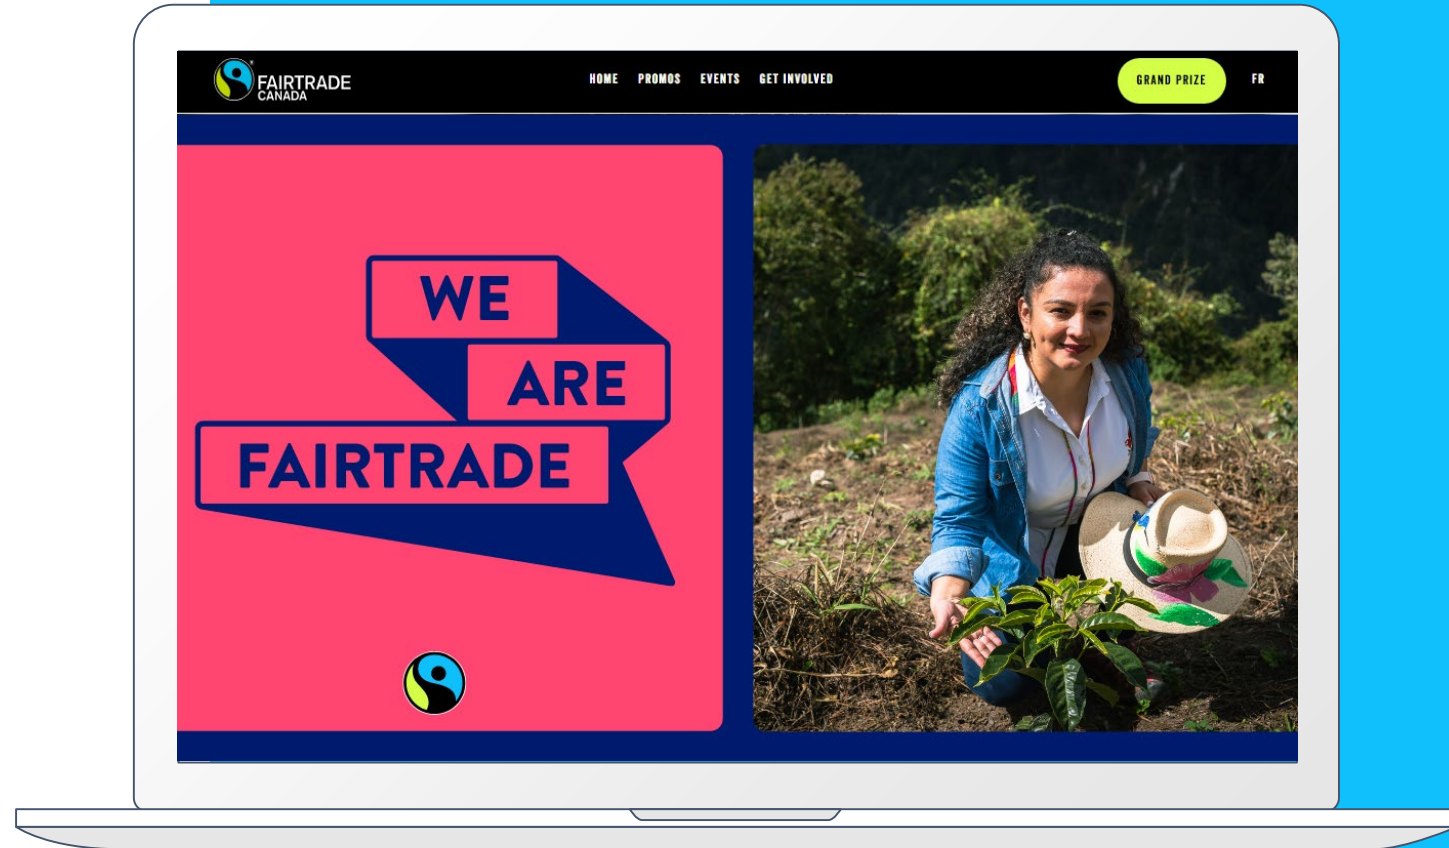 FAIRTRADE
CANADA
HOME PROMOS EVENTS GET INVOLVED
GRAND PRIZE
FR
WE
ARE
FAIRTRADE